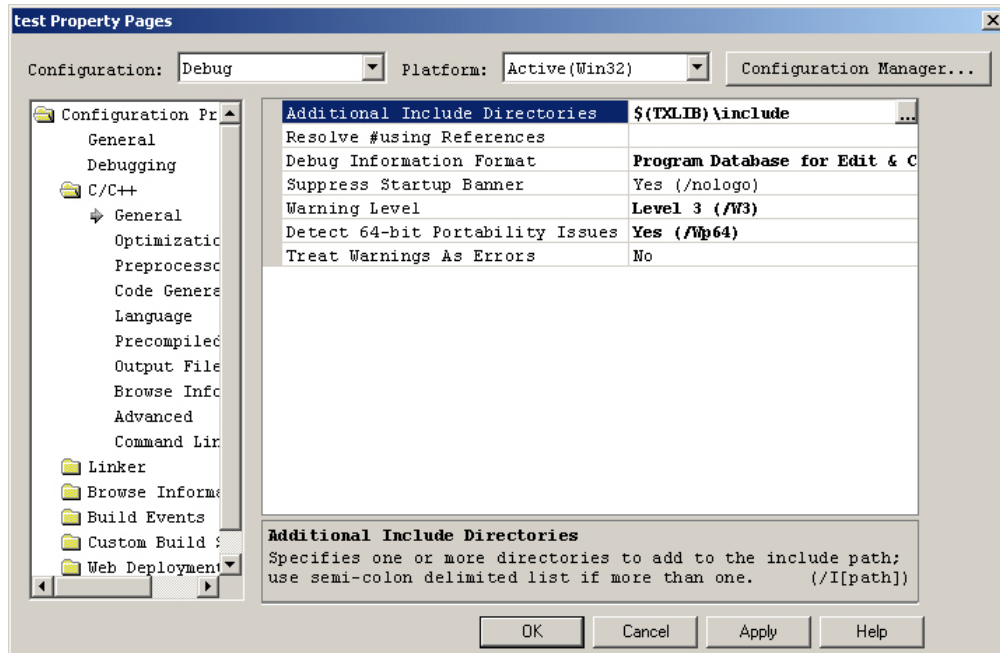 test Property Pages
Configuration: Debug Platform: Active(Win32) Configuration Manager...
Configuration Pr
General
Debugging
C/C++
General
Optimizatic
Preprocessc
Code Genera
Language
Precompiled
Output File
Browse Infc
Advanced
Command Lin
Linker
Browse Informa
Build Events
Custom Build S
Web Deployment
Additional Include Directories $(TXLIB)\include ...
Resolve #using References
Debug Information Format Program Database for Edit & C
Suppress Startup Banner Yes (/nologo)
Warning Level Level 3 (/W3)
Detect 64-bit Portability Issues Yes (/Wp64)
Treat Warnings As Errors No
Additional Include Directories
Specifies one or more directories to add to the include path;
use semi-colon delimited list if more than one. (/I[path])
OK Cancel Apply Help